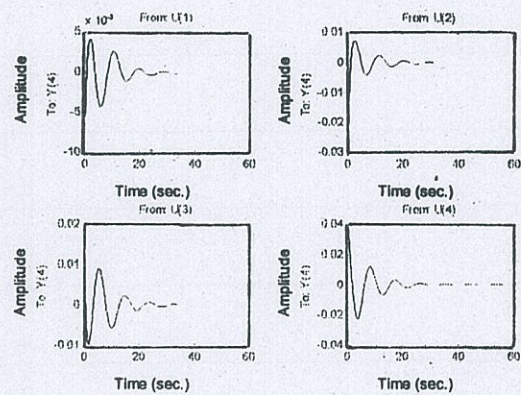 × 10⁻³ From: U(1)
5
0
-5
-10
0 20 40 60
Amplitude
To: Y(4)
Time (sec.)
From: U(2)
0.01
0
-0.01
-0.02
-0.03
0 20 40 60
Amplitude
To: Y(4)
Time (sec.)
From: U(3)
0.02
0.01
0
-0.01
0 20 40 60
Amplitude
To: Y(4)
Time (sec.)
From: U(4)
0.04
0.02
0
-0.02
-0.04
0 20 40 60
Amplitude
To: Y(4)
Time (sec.)